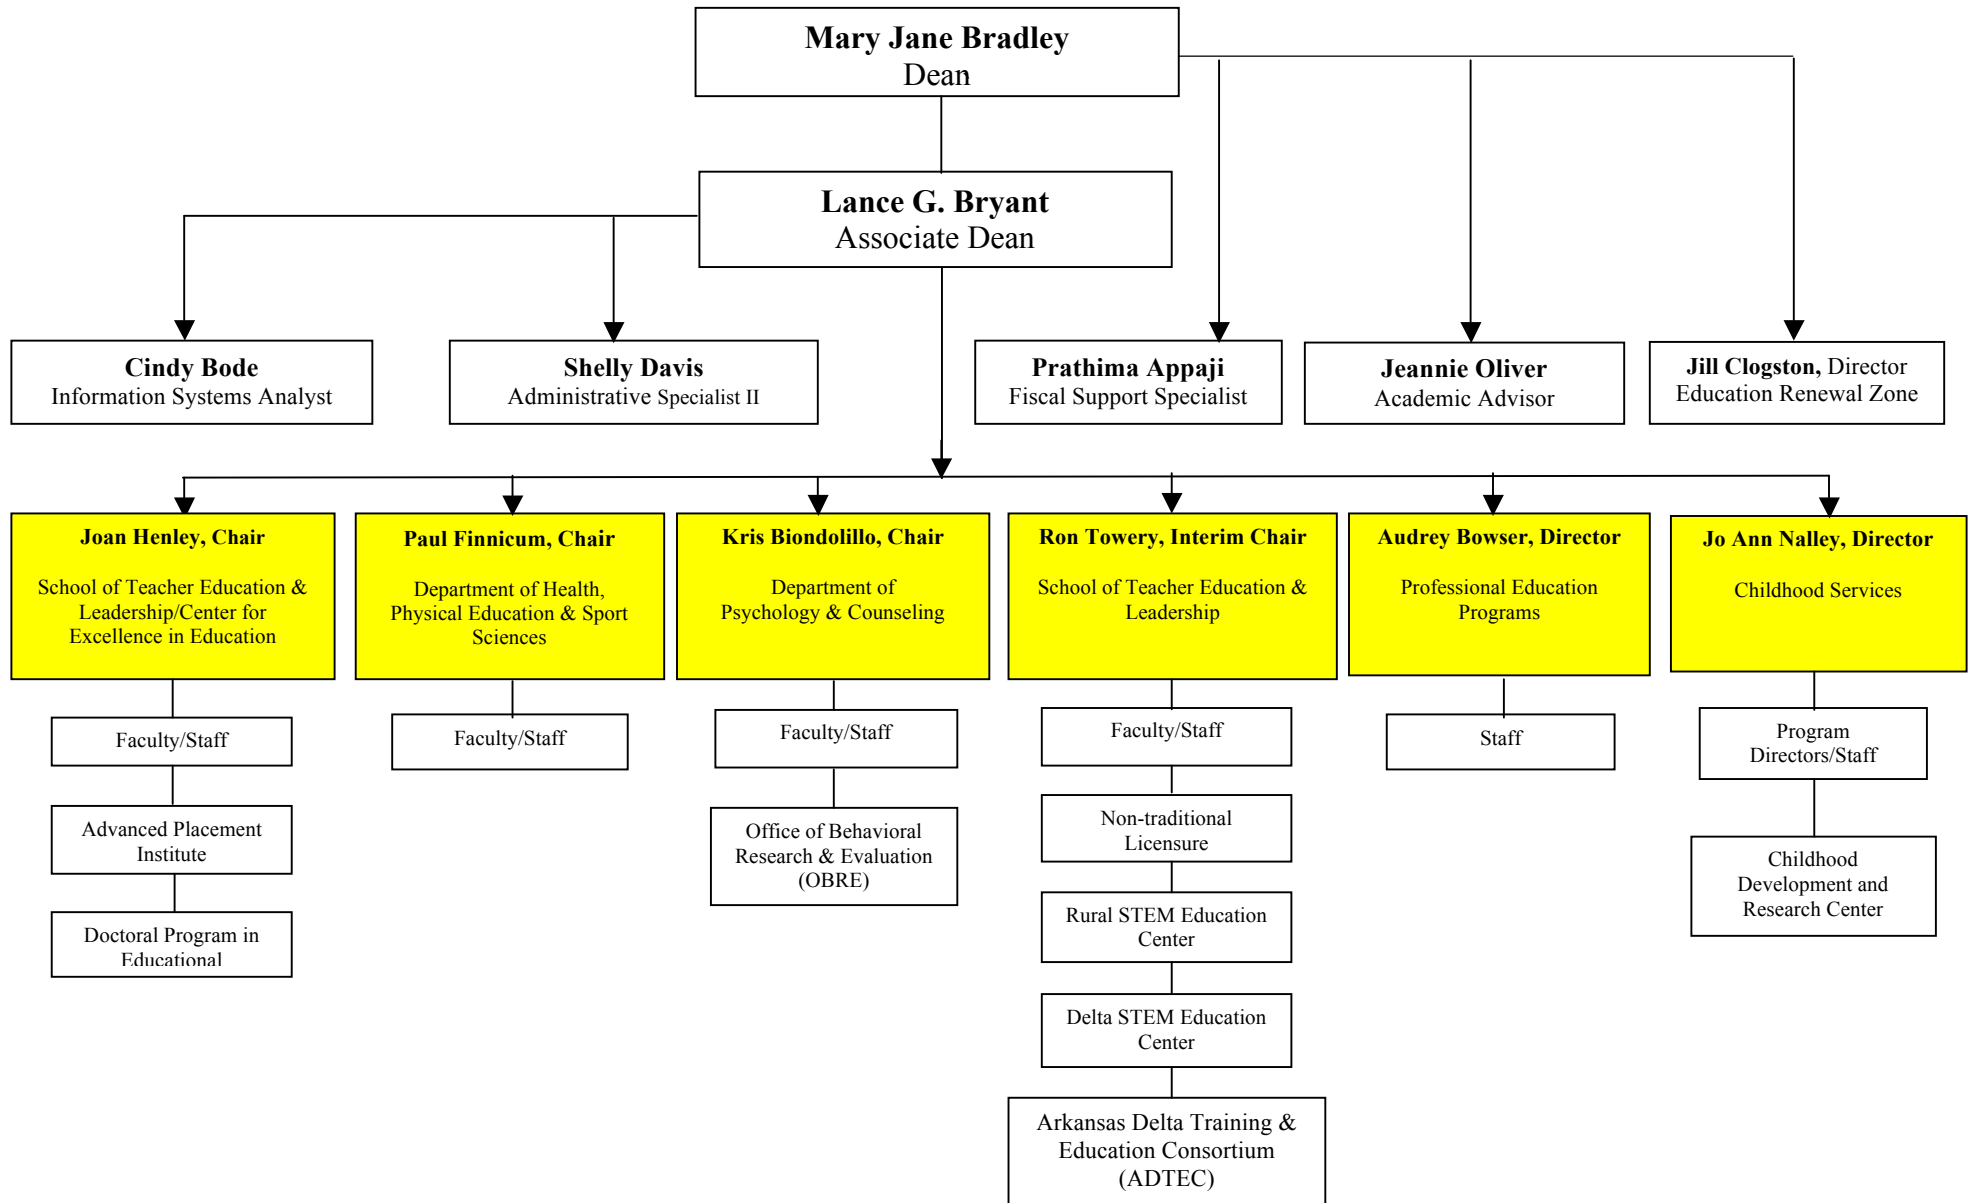 Mary Jane Bradley
Dean
Lance G. Bryant
Associate Dean
Cindy Bode
Information Systems Analyst
Shelly Davis
Administrative Specialist II
Prathima Appaji
Fiscal Support Specialist
Jeannie Oliver
Academic Advisor
Jill Clogston, Director
Education Renewal Zone
Joan Henley, Chair
School of Teacher Education &
Leadership/Center for
Excellence in Education
Paul Finnicum, Chair
Department of Health,
Physical Education & Sport
Sciences
Kris Biondolillo, Chair
Department of
Psychology & Counseling
Ron Towery, Interim Chair
School of Teacher Education &
Leadership
Audrey Bowser, Director
Professional Education
Programs
Jo Ann Nalley, Director
Childhood Services
Faculty/Staff
Advanced Placement
Institute
Doctoral Program in
Educational
Faculty/Staff
Faculty/Staff
Office of Behavioral
Research & Evaluation
(OBRE)
Faculty/Staff
Non-traditional
Licensure
Rural STEM Education
Center
Delta STEM Education
Center
Arkansas Delta Training &
Education Consortium
(ADTEC)
Staff
Program
Directors/Staff
Childhood
Development and
Research Center